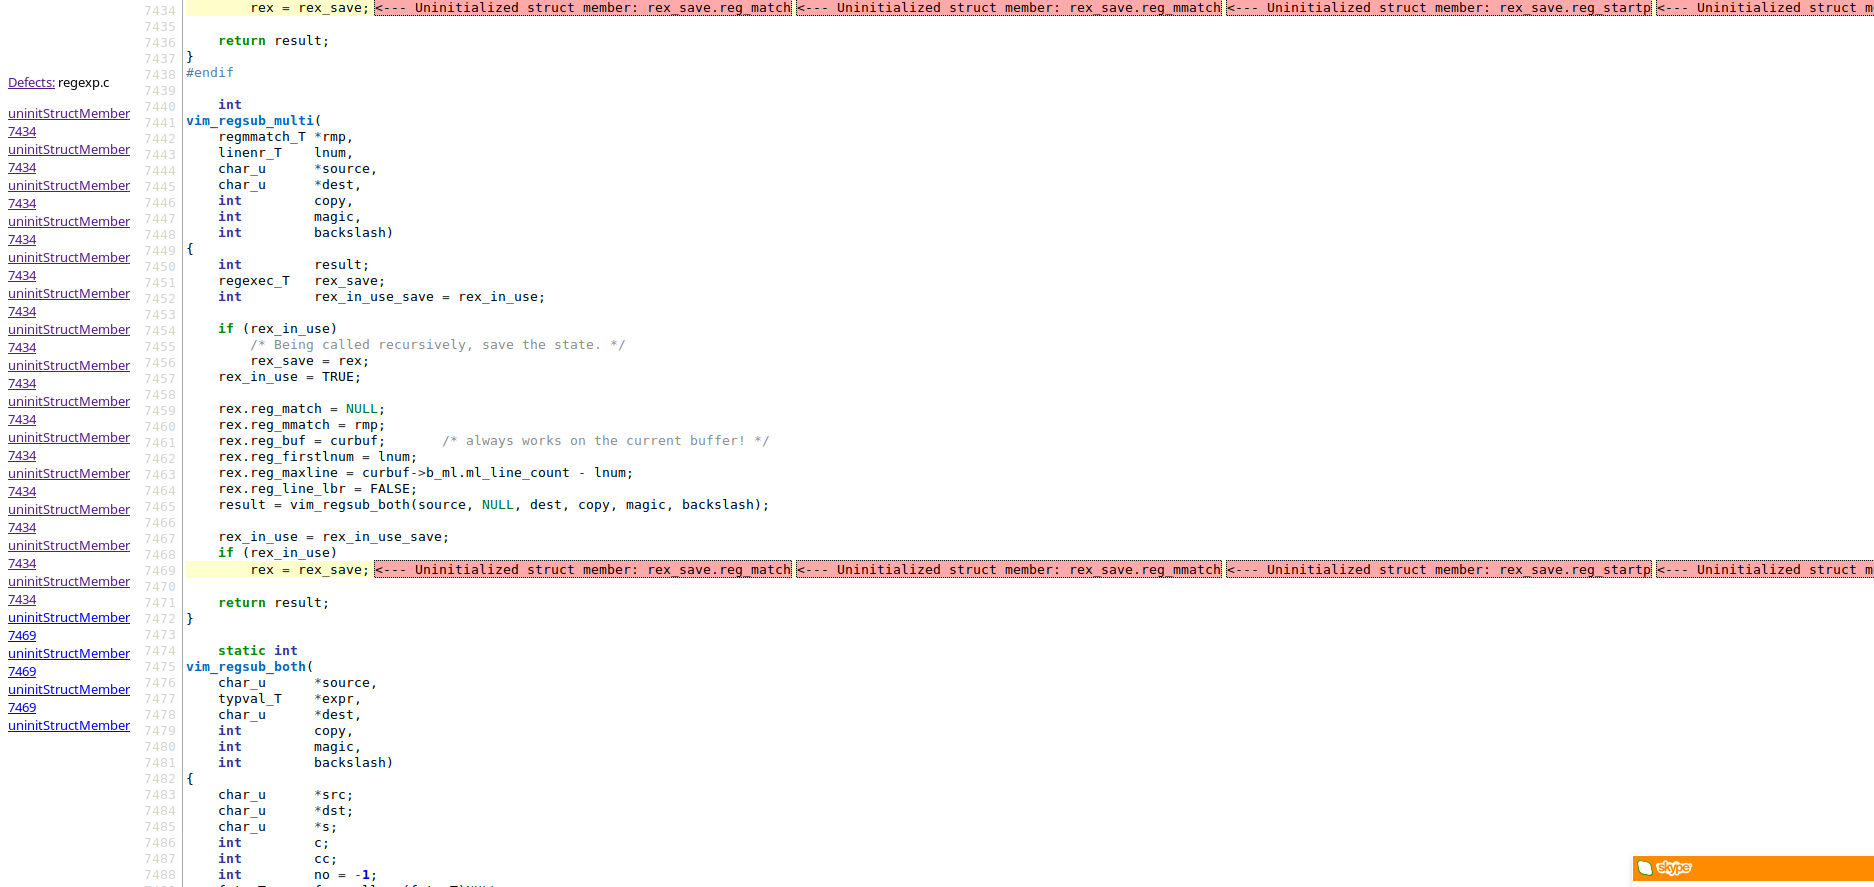 Defects: regexp.c
uninitStructMember
7434
uninitStructMember
7434
uninitStructMember
7434
uninitStructMember
7434
uninitStructMember
7434
uninitStructMember
7434
uninitStructMember
7434
uninitStructMember
7434
uninitStructMember
7434
uninitStructMember
7434
uninitStructMember
7434
uninitStructMember
7434
uninitStructMember
7434
uninitStructMember
7434
uninitStructMember
7469
uninitStructMember
7469
uninitStructMember
7469
uninitStructMember
7434         rex = rex_save; <--- Uninitialized struct member: rex_save.reg_match <--- Uninitialized struct member: rex_save.reg_mmatch <--- Uninitialized struct member: rex_save.reg_startp <--- Uninitialized struct m
7435
7436     return result;
7437 }
7438 #endif
7439
7440     int
7441 vim_regsub_multi(
7442     regmmatch_T *rmp,
7443     linenr_T    lnum,
7444     char_u      *source,
7445     char_u      *dest,
7446     int         copy,
7447     int         magic,
7448     int         backslash)
7449 {
7450     int         result;
7451     regexec_T   rex_save;
7452     int         rex_in_use_save = rex_in_use;
7453
7454     if (rex_in_use)
7455         /* Being called recursively, save the state. */
7456         rex_save = rex;
7457     rex_in_use = TRUE;
7458
7459     rex.reg_match = NULL;
7460     rex.reg_mmatch = rmp;
7461     rex.reg_buf = curbuf;       /* always works on the current buffer! */
7462     rex.reg_firstlnum = lnum;
7463     rex.reg_maxline = curbuf->b_ml.ml_line_count - lnum;
7464     rex.reg_line_lbr = FALSE;
7465     result = vim_regsub_both(source, NULL, dest, copy, magic, backslash);
7466
7467     rex_in_use = rex_in_use_save;
7468     if (rex_in_use)
7469         rex = rex_save; <--- Uninitialized struct member: rex_save.reg_match <--- Uninitialized struct member: rex_save.reg_mmatch <--- Uninitialized struct member: rex_save.reg_startp <--- Uninitialized struct m
7470
7471     return result;
7472 }
7473
7474     static int
7475 vim_regsub_both(
7476     char_u      *source,
7477     typval_T    *expr,
7478     char_u      *dest,
7479     int         copy,
7480     int         magic,
7481     int         backslash)
7482 {
7483     char_u      *src;
7484     char_u      *dst;
7485     char_u      *s;
7486     int         c;
7487     int         cc;
7488     int         no = -1;
skype